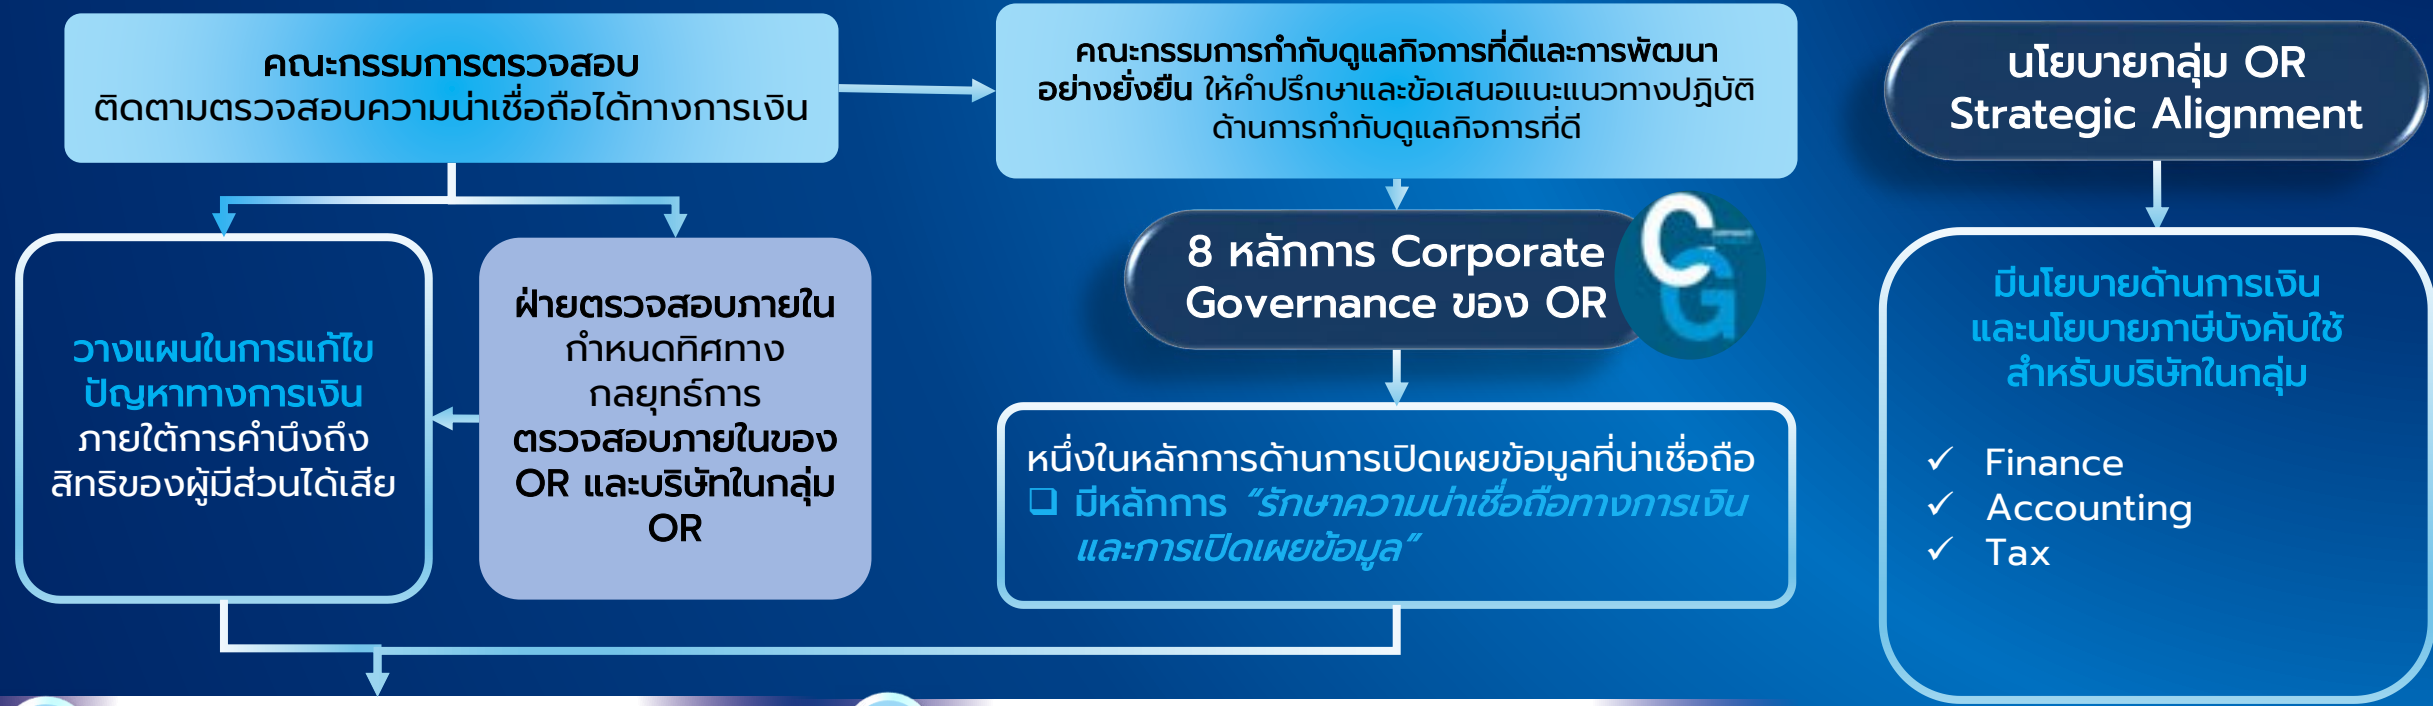 คณะกรรมการตรวจสอบ
ติดตามตรวจสอบความน่าเชื่อถือได้ทางการเงิน
คณะกรรมการกำกับดูแลกิจการที่ดีและการพัฒนา
อย่างยั่งยืน ให้คำปรึกษาและข้อเสนอแนะแนวทางปฏิบัติ
ด้านการกำกับดูแลกิจการที่ดี
นโยบายกลุ่ม OR
Strategic Alignment
8 หลักการ Corporate
Governance ของ OR
CG
วางแผนในการแก้ไข
ปัญหาทางการเงิน
ภายใต้การคำนึงถึง
สิทธิของผู้มีส่วนได้เสีย
ฝ่ายตรวจสอบภายใน
กำหนดทิศทาง
กลยุทธ์การ
ตรวจสอบภายในของ
OR และบริษัทในกลุ่ม
OR
หนึ่งในหลักการด้านการเปิดเผยข้อมูลที่น่าเชื่อถือ
❑ มีหลักการ “รักษาความน่าเชื่อถือทางการเงิน
และการเปิดเผยข้อมูล”
มีนโยบายด้านการเงิน
และนโยบายภาษีบังคับใช้
สำหรับบริษัทในกลุ่ม
✓ Finance
✓ Accounting
✓ Tax